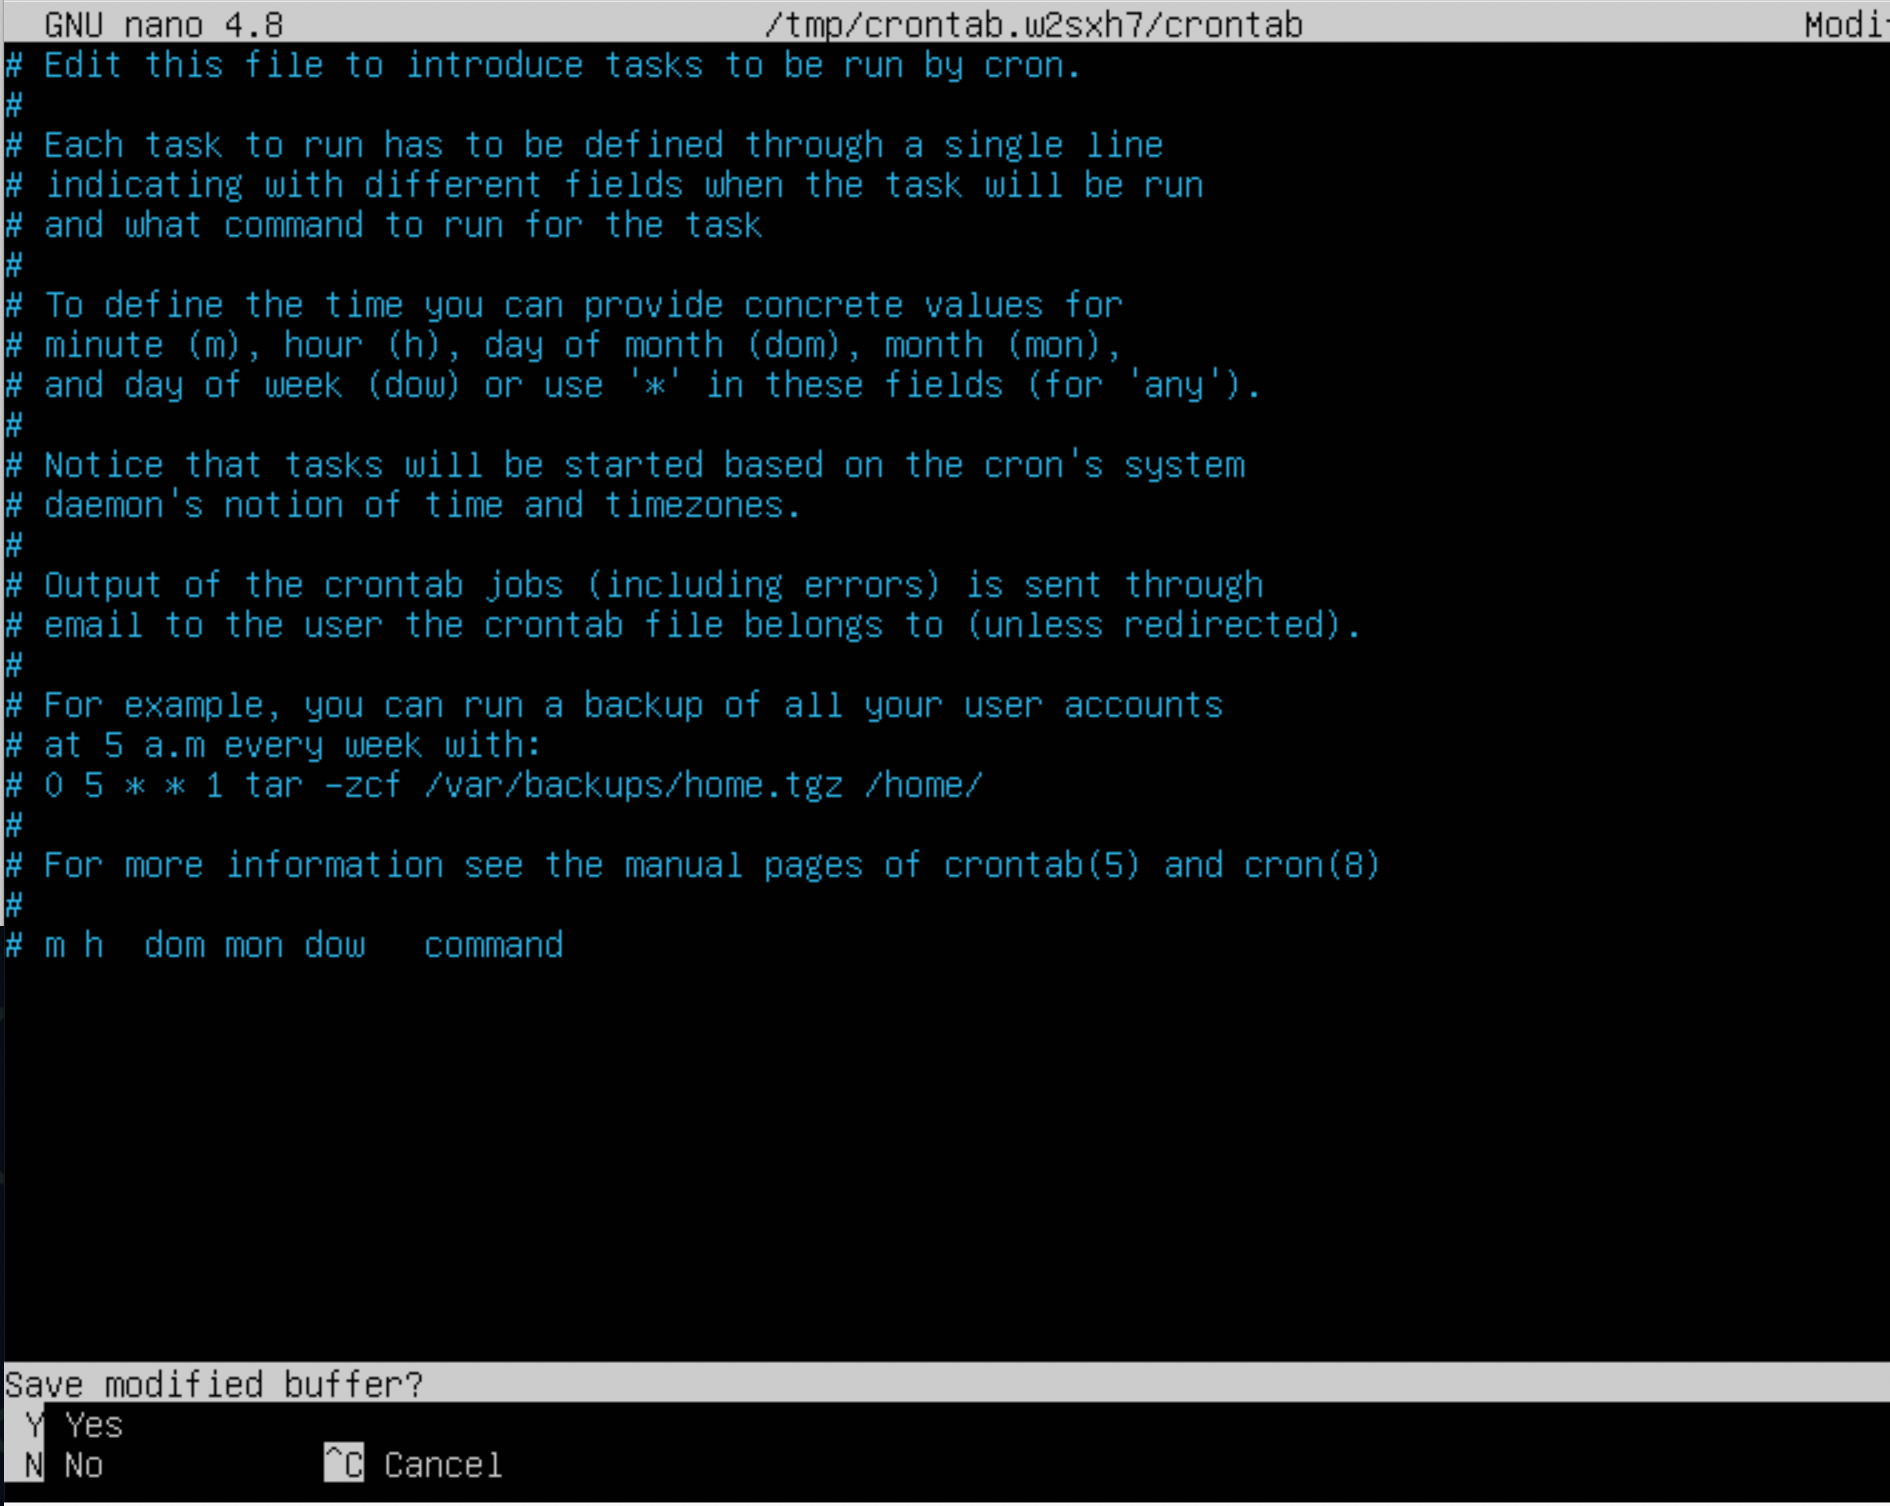 GNU nano 4.8 /tmp/crontab.w2sxh7/crontab
# Edit this file to introduce tasks to be run by cron.
#
# Each task to run has to be defined through a single line
# indicating with different fields when the task will be run
# and what command to run for the task
#
# To define the time you can provide concrete values for
# minute (m), hour (h), day of month (dom), month (mon),
# and day of week (dow) or use '*' in these fields (for 'any').
#
# Notice that tasks will be started based on the cron's system
# daemon's notion of time and timezones.
#
# Output of the crontab jobs (including errors) is sent through
# email to the user the crontab file belongs to (unless redirected).
#
# For example, you can run a backup of all your user accounts
# at 5 a.m every week with:
# 0 5 * * 1 tar -zcf /var/backups/home.tgz /home/
#
# For more information see the manual pages of crontab(5) and cron(8)
#
# m h  dom mon dow   command
Save modified buffer?
Y Yes
N No ^C Cancel